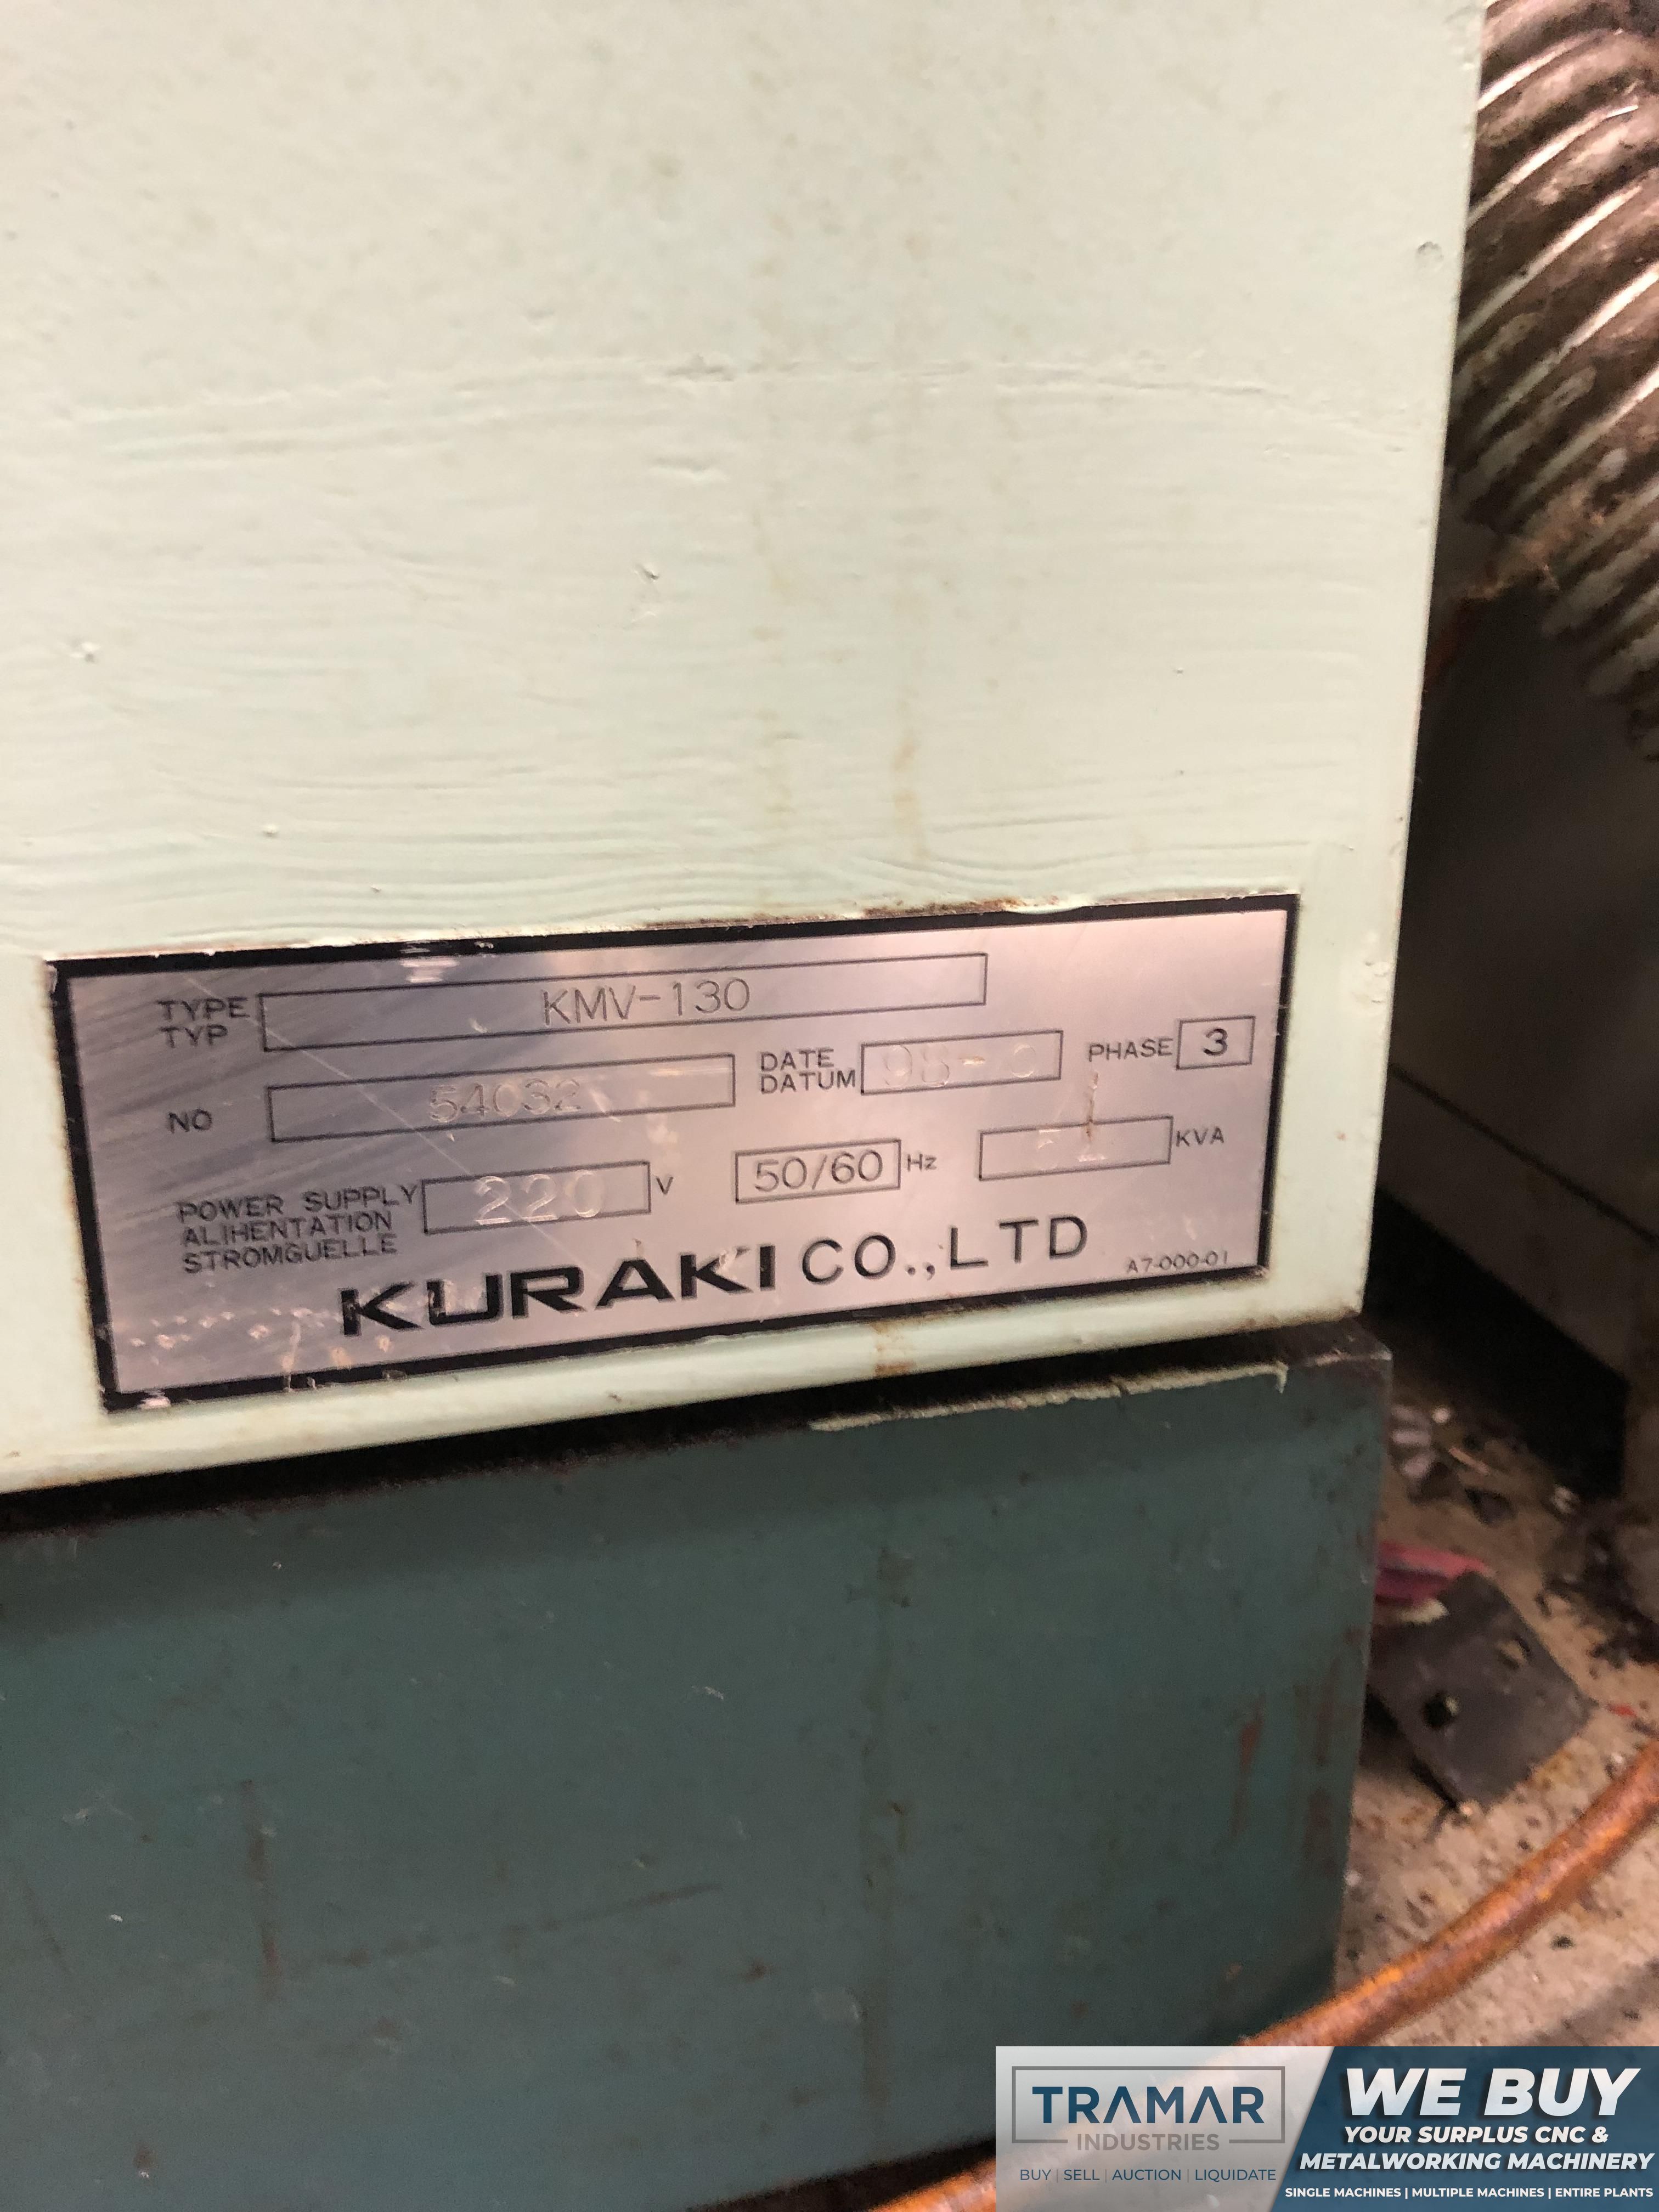 TYPE
TYP
KMV-130
NO
54032
DATE
DATUM
PHASE 3
POWER SUPPLY
ALIHENTATION
STROMGUELLE
220 V
50/60 Hz
KVA
KURAKI CO.,LTD
A7-000-01
TRAMAR
INDUSTRIES
BUY | SELL | AUCTION | LIQUIDATE
WE BUY
YOUR SURPLUS CNC &
METALWORKING MACHINERY
SINGLE MACHINES | MULTIPLE MACHINES | ENTIRE PLANTS